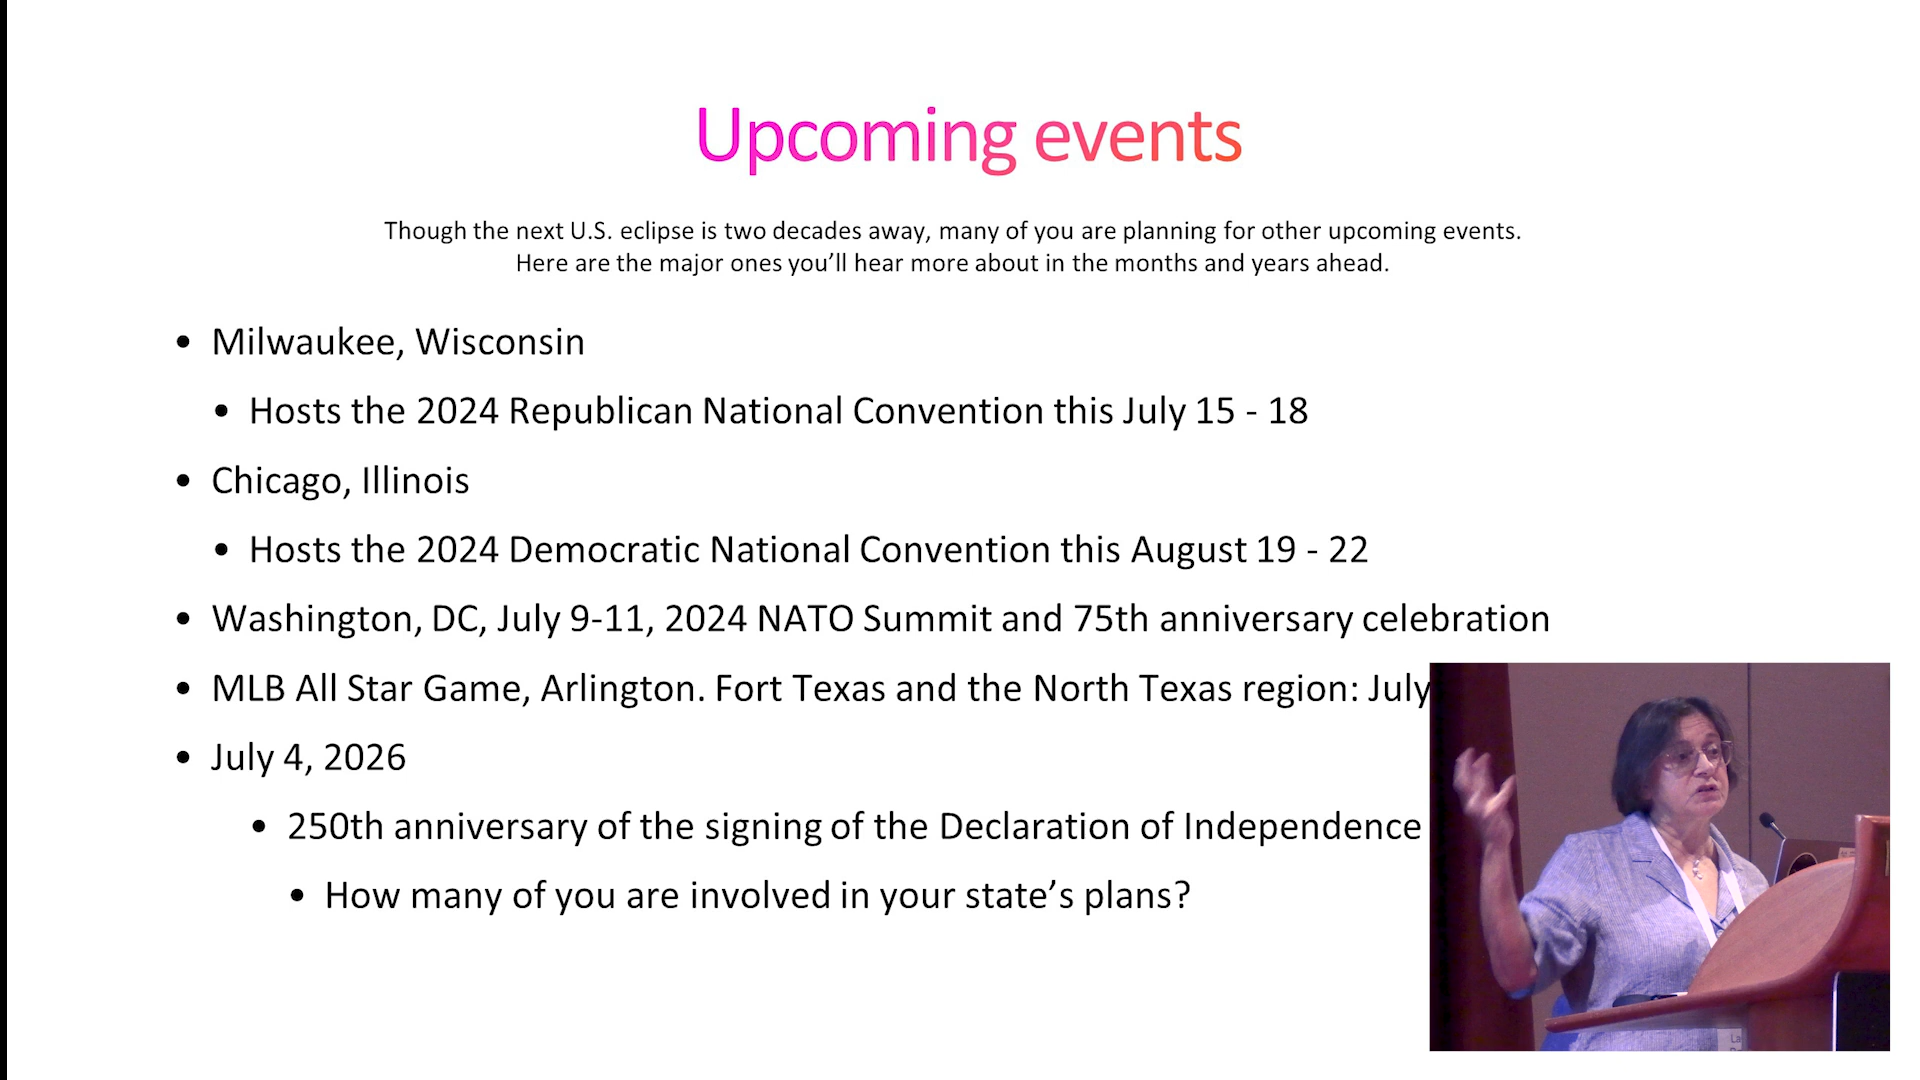 Upcoming events
Though the next U.S. eclipse is two decades away, many of you are planning for other upcoming events.
Here are the major ones you’ll hear more about in the months and years ahead.
• Milwaukee, Wisconsin
• Hosts the 2024 Republican National Convention this July 15 - 18
• Chicago, Illinois
• Hosts the 2024 Democratic National Convention this August 19 - 22
• Washington, DC, July 9-11, 2024 NATO Summit and 75th anniversary celebration
• MLB All Star Game, Arlington. Fort Texas and the North Texas region: July
• July 4, 2026
• 250th anniversary of the signing of the Declaration of Independence
• How many of you are involved in your state’s plans?